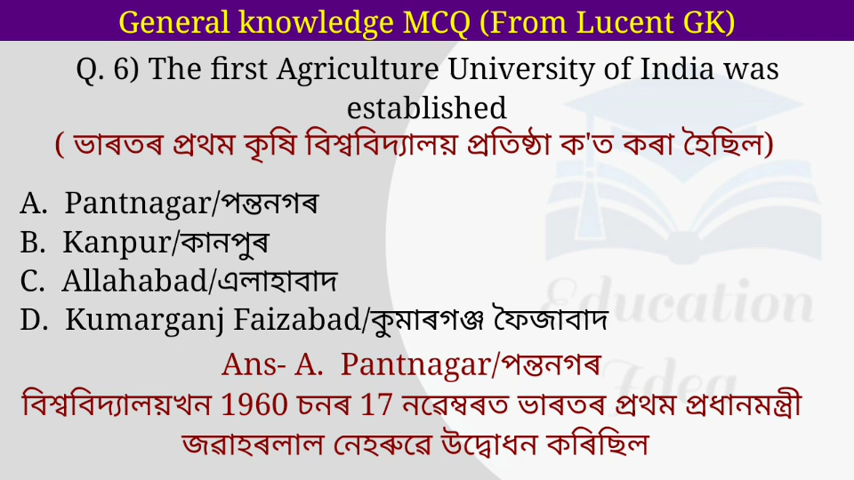 General knowledge MCQ (From Lucent GK)
Q. 6) The first Agriculture University of India was
established
( ভাৰতৰ প্ৰথম কৃষি বিশ্ববিদ্যালয় প্ৰতিষ্ঠা ক'ত কৰা হৈছিল)
A. Pantnagar/পন্তনগৰ
B. Kanpur/কানপুৰ
C. Allahabad/এলাহাবাদ
D. Kumarganj Faizabad/কুমাৰগঞ্জ ফৈজাবাদ
Education
Idea
Ans- A. Pantnagar/পন্তনগৰ
বিশ্ববিদ্যালয়খন 1960 চনৰ 17 নৱেম্বৰত ভাৰতৰ প্ৰথম প্ৰধানমন্ত্ৰী
জৱাহৰলাল নেহৰুৱে উদ্বোধন কৰিছিল